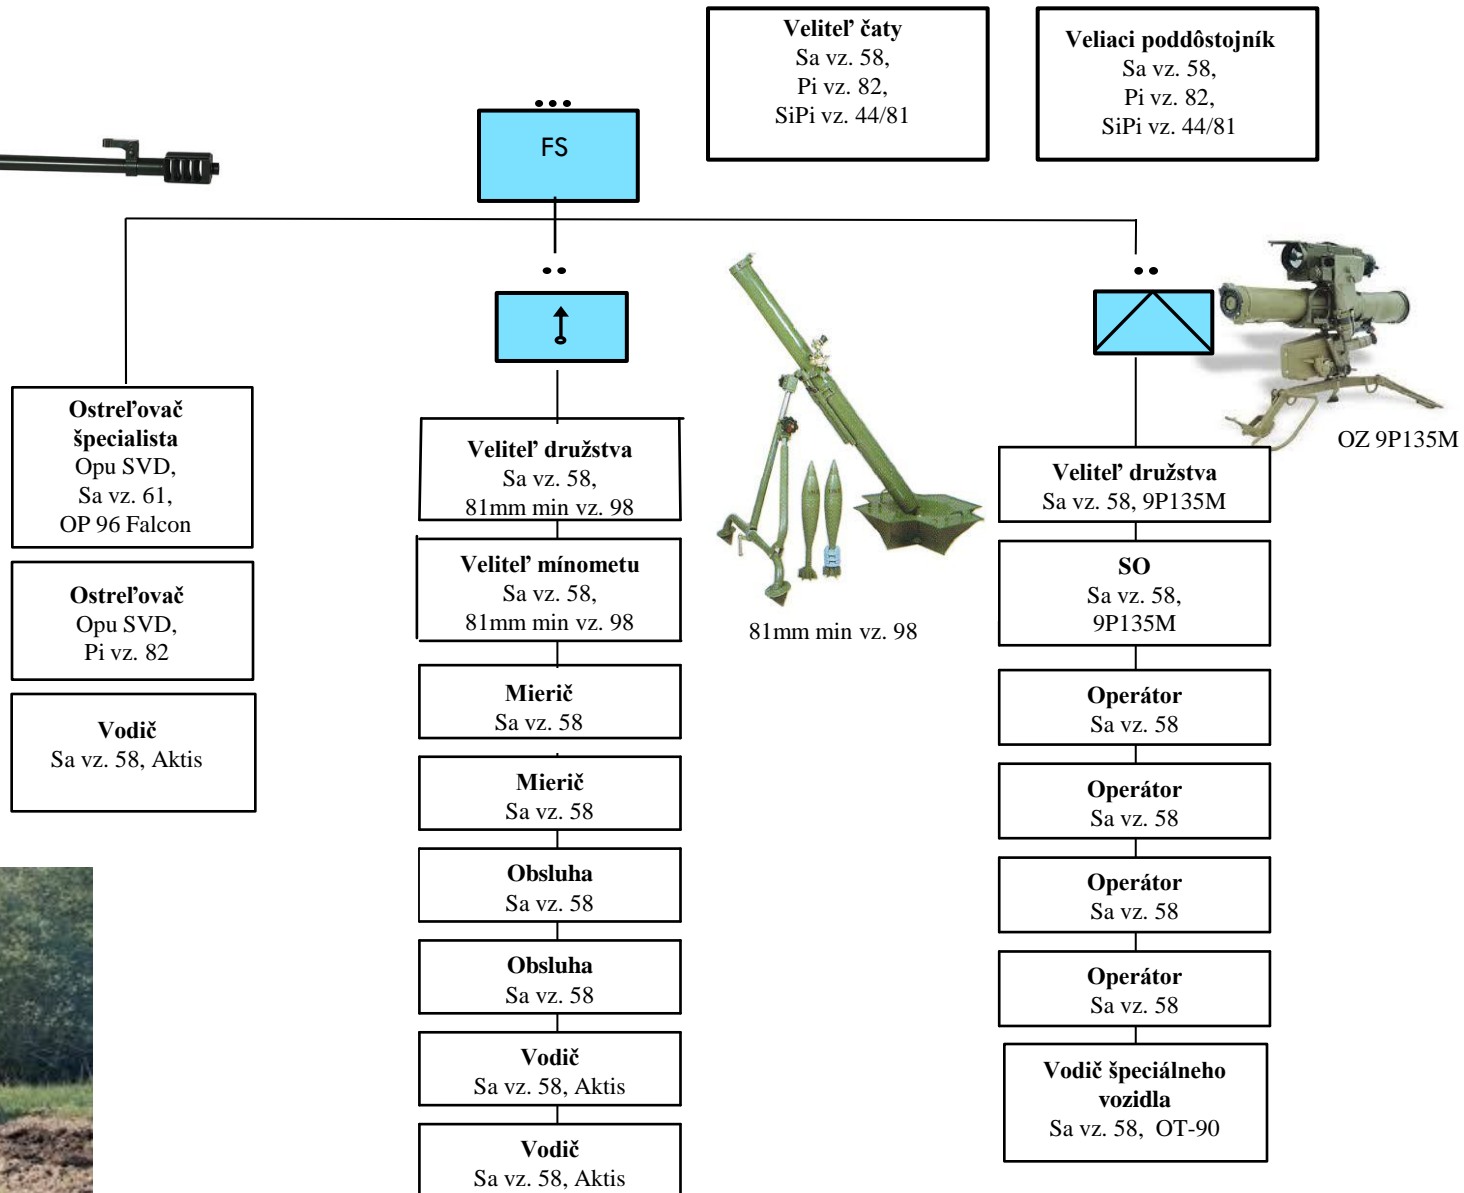 Veliteľ čaty
Sa vz. 58,
Pi vz. 82,
SiPi vz. 44/81
Veliaci poddôstojník
Sa vz. 58,
Pi vz. 82,
SiPi vz. 44/81
FS
Ostreľovač
špecialista
Opu SVD,
Sa vz. 61,
OP 96 Falcon
Ostreľovač
Opu SVD,
Pi vz. 82
Vodič
Sa vz. 58, Aktis
Veliteľ družstva
Sa vz. 58,
81mm min vz. 98
Veliteľ mínometu
Sa vz. 58,
81mm min vz. 98
Mierič
Sa vz. 58
Mierič
Sa vz. 58
Obsluha
Sa vz. 58
Obsluha
Sa vz. 58
Vodič
Sa vz. 58, Aktis
Vodič
Sa vz. 58, Aktis
81mm min vz. 98
OZ 9P135M
Veliteľ družstva
Sa vz. 58, 9P135M
SO
Sa vz. 58,
9P135M
Operátor
Sa vz. 58
Operátor
Sa vz. 58
Operátor
Sa vz. 58
Operátor
Sa vz. 58
Vodič špeciálneho
vozidla
Sa vz. 58, OT-90